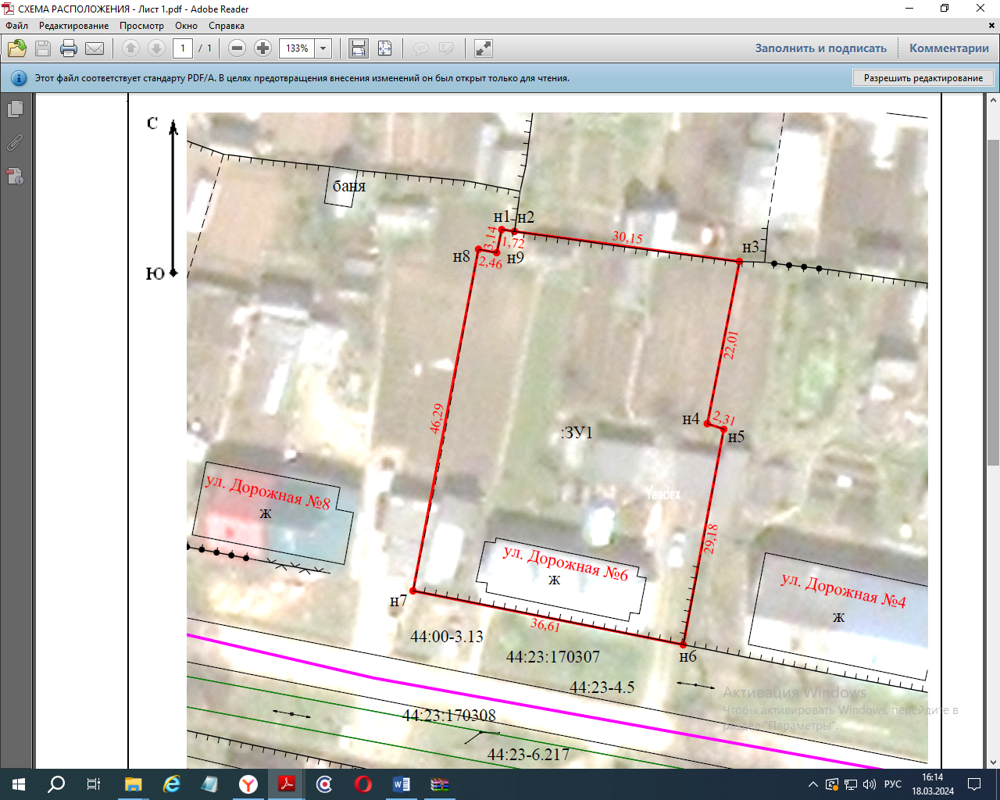 СХЕМА РАСПОЛОЖЕНИЯ - Лист 1.pdf - Adobe Reader
Файл Редактирование Просмотр Окно Справка
1 / 1 133% Заполнить и подписать Комментарии
Этот файл соответствует стандарту PDF/A. В целях предотвращения внесения изменений он был открыт только для чтения. Разрешить редактирование
С
баня
н1 н2
3,14
1,72
30,15
н3
н8
н9
2,46
Ю
22,01
46,29
н4
2,31
:ЗУ1
н5
ул. Дорожная №8
ж
Yandex
29,18
ул. Дорожная №6
ж
ул. Дорожная №4
ж
н7
36,61
44:00-3.13
44:23:170307
н6
44:23-4.5
Активация Windows
Чтобы активировать Windows, перейдите в
раздел "Параметры".
44:23:170308
44:23-6.217
РУС
16:14
18.03.2024